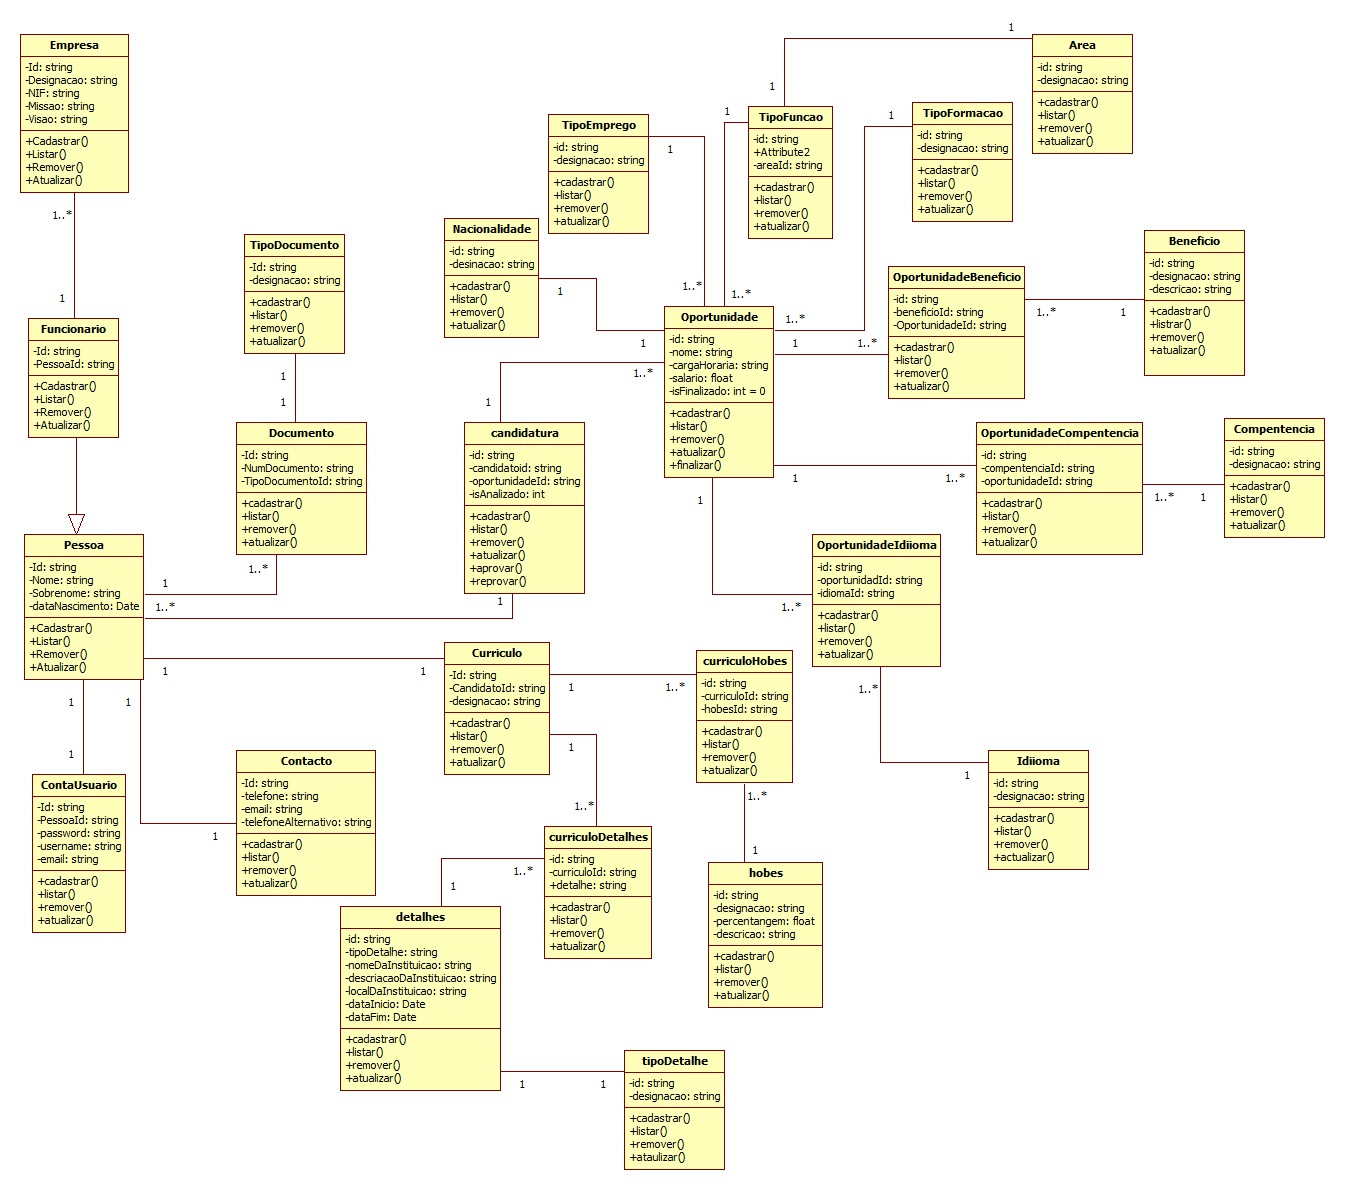 Empresa
-Id: string
-Designacao: string
-NIF: string
-Missao: string
-Visao: string
+Cadastrar()
+Listar()
+Remover()
+Atualizar()
1..*
1
Funcionario
-Id: string
-PessoaId: string
+Cadastrar()
+Listar()
+Remover()
+Atualizar()
TipoDocumento
-Id: string
-designacao: string
+cadastrar()
+listar()
+remover()
+atualizar()
1
1
Documento
-Id: string
-NumDocumento: string
-TipoDocumentoId: string
+cadastrar()
+listar()
+remover()
+atualizar()
1..*
1
Pessoa
-Id: string
-Nome: string
-Sobrenome: string
-dataNascimento: Date
+Cadastrar()
+Listar()
+Remover()
+Atualizar()
1..*
1
candidatura
-id: string
-candidatoid: string
-oportunidadeId: string
-isAnalizado: int
+cadastrar()
+listar()
+remover()
+atualizar()
+aprovar()
+reprovar()
1
1..*
Nacionalidade
-id: string
-desinacao: string
+cadastrar()
+listar()
+remover()
+atualizar()
1
1
TipoEmprego
-id: string
-designacao: string
+cadastrar()
+listar()
+remover()
+atualizar()
1
1..*
TipoFuncao
-id: string
+Attribute2
-areaId: string
+cadastrar()
+listar()
+remover()
+atualizar()
1
1..*
1
1
Area
-id: string
-designacao: string
+cadastrar()
+listar()
+remover()
+atualizar()
TipoFormacao
-id: string
-designacao: string
+cadastrar()
+listar()
+remover()
+atualizar()
1
1..*
Oportunidade
-id: string
-nome: string
-cargaHoraria: string
-salario: float
-isFinalizado: int = 0
+cadastrar()
+listar()
+remover()
+atualizar()
+finalizar()
1
1..*
OportunidadeBeneficio
-id: string
-beneficioId: string
-OportunidadeId: string
+cadastrar()
+listar()
+remover()
+atualizar()
1..*
1
Beneficio
-id: string
-designacao: string
-descricao: string
+cadastrar()
+listrar()
+remover()
+atualizar()
1
1..*
OportunidadeCompentencia
-id: string
-compentenciaId: string
-oportunidadeId: string
+cadastrar()
+listar()
+remover()
+atualizar()
1..*
1
Compentencia
-id: string
-designacao: string
+cadastrar()
+listar()
+remover()
+atualizar()
1
1..*
OportunidadeIdiioma
-id: string
-oportunidadId: string
-idiomaId: string
+cadastrar()
+listar()
+remover()
+atualizar()
1..*
1
Idiioma
-id: string
-designacao: string
+cadastrar()
+listar()
+remover()
+actualizar()
1
1
Curriculo
-Id: string
-CandidatoId: string
-designacao: string
+cadastrar()
+listar()
+remover()
+atualizar()
1
1..*
curriculoHobes
-id: string
-curriculoId: string
-hobesId: string
+cadastrar()
+listar()
+remover()
+atualizar()
1..*
1
hobes
-id: string
-designacao: string
-percentangem: float
-descricao: string
+cadastrar()
+listar()
+remover()
+atualizar()
1
1..*
curriculoDetalhes
-id: string
-curriculoId: string
+detalhe: string
+cadastrar()
+listar()
+remover()
+atualizar()
1..*
1
detalhes
-id: string
-tipoDetalhe: string
-nomeDaInstituicao: string
-descriacaoDaInstituicao: string
-localDaInstituicao: string
-dataInicio: Date
-dataFim: Date
+cadastrar()
+listar()
+remover()
+atualizar()
1
1
tipoDetalhe
-id: string
-designacao: string
+cadastrar()
+listar()
+remover()
+ataulizar()
1
1
ContaUsuario
-Id: string
-PessoaId: string
-password: string
-username: string
-email: string
+cadastrar()
+listar()
+remover()
+atualizar()
1
1
Contacto
-Id: string
-telefone: string
-email: string
-telefoneAlternativo: string
+cadastrar()
+listar()
+remover()
+atualizar()